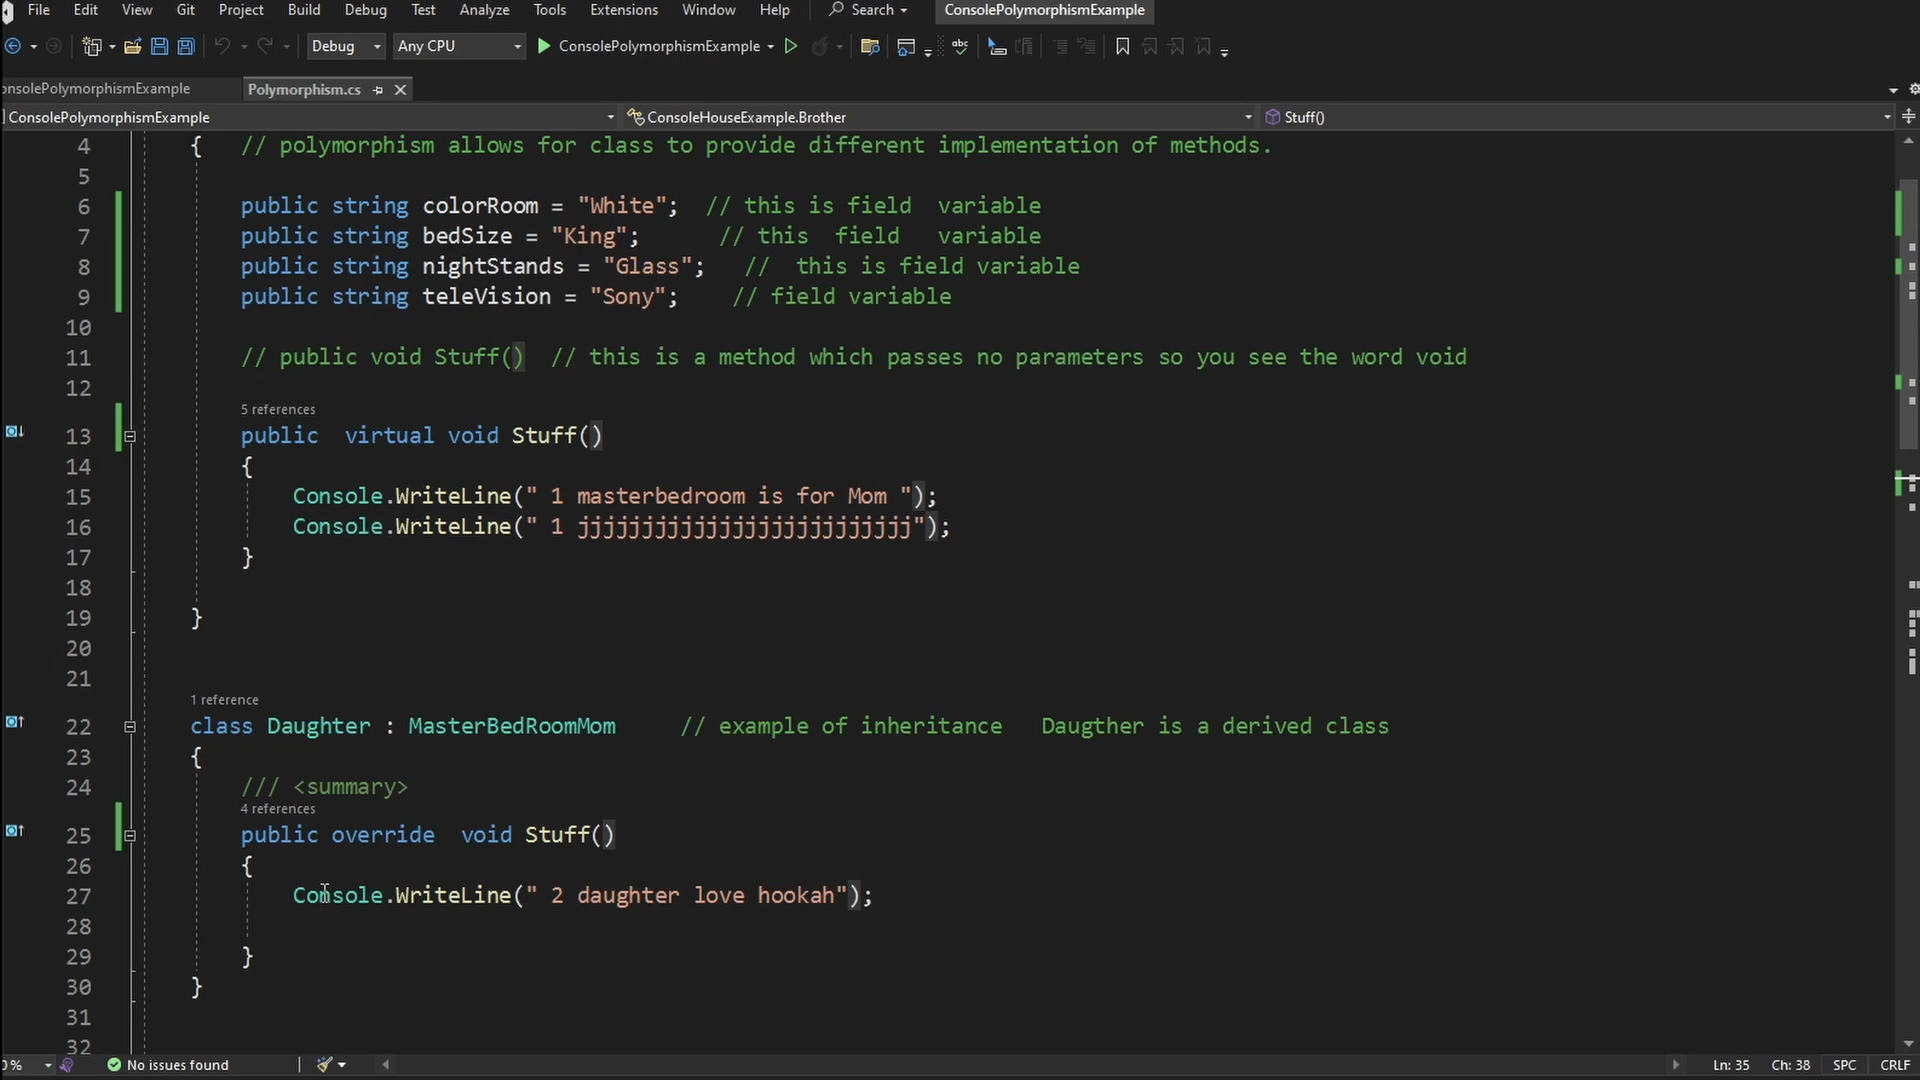 File Edit View Git Project Build Debug Test Analyze Tools Extensions Window Help Search ConsolePolymorphismExample
Debug Any CPU ConsolePolymorphismExample
onsolePolymorphismExample Polymorphism.cs
ConsolePolymorphismExample ConsoleHouseExample.Brother Stuff()
4 { // polymorphism allows for class to provide different implementation of methods.
5
6 public string colorRoom = "White"; // this is field variable
7 public string bedSize = "King"; // this field variable
8 public string nightStands = "Glass"; // this is field variable
9 public string teleVision = "Sony"; // field variable
10
11 // public void Stuff() // this is a method which passes no parameters so you see the word void
12
5 references
13 public virtual void Stuff()
14 {
15 Console.WriteLine(" 1 masterbedroom is for Mom ");
16 Console.WriteLine(" 1 jjjjjjjjjjjjjjjjjjjjjjjjjj");
17 }
18
19 }
20
21
1 reference
22 class Daughter : MasterBedRoomMom // example of inheritance Daugther is a derived class
23 {
24 /// <summary>
4 references
25 public override void Stuff()
26 {
27 Console.WriteLine(" 2 daughter love hookah");
28
29 }
30 }
31
32
0 % No issues found Ln: 35 Ch: 38 SPC CRLF